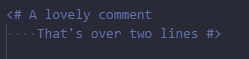 <# A lovely comment
    That's over two lines #>